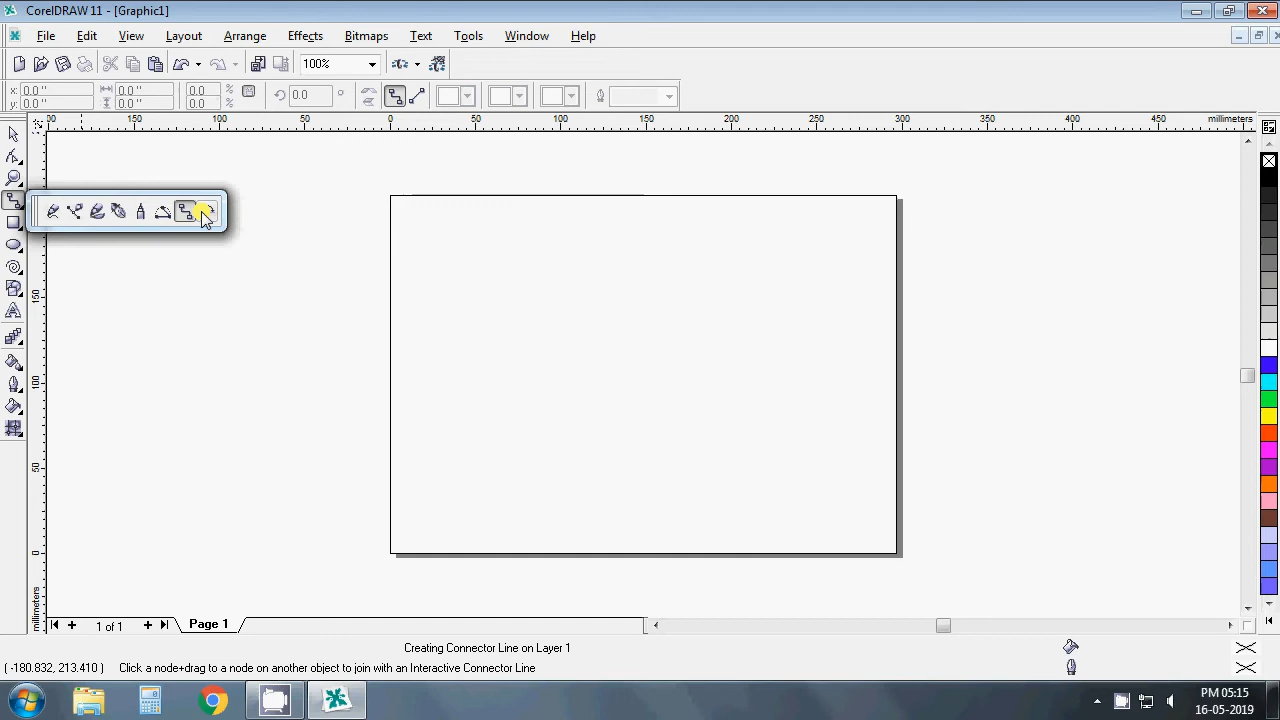 CorelDRAW 11 - [Graphic1]
File Edit View Layout Arrange Effects Bitmaps Text Tools Window Help
100%
x: 0.0 " 0.0 " 0.0 % 0.0 °
y: 0.0 " 0.0 " 0.0 %
00 150 100 50 0 50 100 150 200 250 300 350 400 450 millimeters
150
100
50
0
millimeters
1 of 1 Page 1
Creating Connector Line on Layer 1
( -180.832, 213.410 ) Click a node+drag to a node on another object to join with an Interactive Connector Line
PM 05:15
16-05-2019